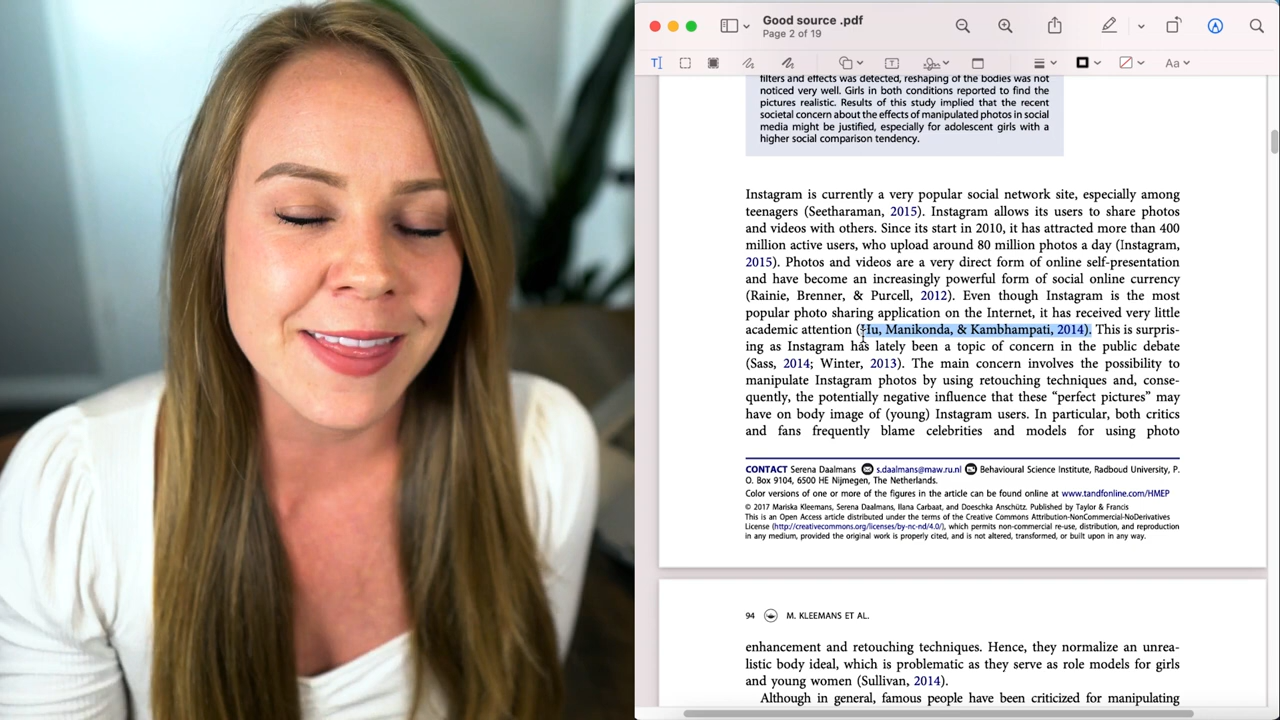 Good source .pdf
Page 2 of 19
Aa
filters and effects was detected, reshaping of the bodies was not
noticed very well. Girls in both conditions reported to find the
pictures realistic. Results of this study implied that the recent
societal concern about the effects of manipulated photos in social
media might be justified, especially for adolescent girls with a
higher social comparison tendency.
Instagram is currently a very popular social network site, especially among
teenagers (Seetharaman, 2015). Instagram allows its users to share photos
and videos with others. Since its start in 2010, it has attracted more than 400
million active users, who upload around 80 million photos a day (Instagram,
2015). Photos and videos are a very direct form of online self-presentation
and have become an increasingly powerful form of social online currency
(Rainie, Brenner, & Purcell, 2012). Even though Instagram is the most
popular photo sharing application on the Internet, it has received very little
academic attention (Hu, Manikonda, & Kambhampati, 2014). This is surpris-
ing as Instagram has lately been a topic of concern in the public debate
(Sass, 2014; Winter, 2013). The main concern involves the possibility to
manipulate Instagram photos by using retouching techniques and, conse-
quently, the potentially negative influence that these “perfect pictures” may
have on body image of (young) Instagram users. In particular, both critics
and fans frequently blame celebrities and models for using photo
CONTACT Serena Daalmans s.daalmans@maw.ru.nl Behavioural Science Institute, Radboud University, P.
O. Box 9104, 6500 HE Nijmegen, The Netherlands.
Color versions of one or more of the figures in the article can be found online at www.tandfonline.com/HMEP
© 2017 Mariska Kleemans, Serena Daalmans, Ilana Carbaat, and Doeschka Anschütz. Published by Taylor & Francis
This is an Open Access article distributed under the terms of the Creative Commons Attribution-NonCommercial-NoDerivatives
License (http://creativecommons.org/licenses/by-nc-nd/4.0/), which permits non-commercial re-use, distribution, and reproduction
in any medium, provided the original work is properly cited, and is not altered, transformed, or built upon in any way.
94 M. KLEEMANS ET AL.
enhancement and retouching techniques. Hence, they normalize an unrea-
listic body ideal, which is problematic as they serve as role models for girls
and young women (Sullivan, 2014).
Although in general, famous people have been criticized for manipulating